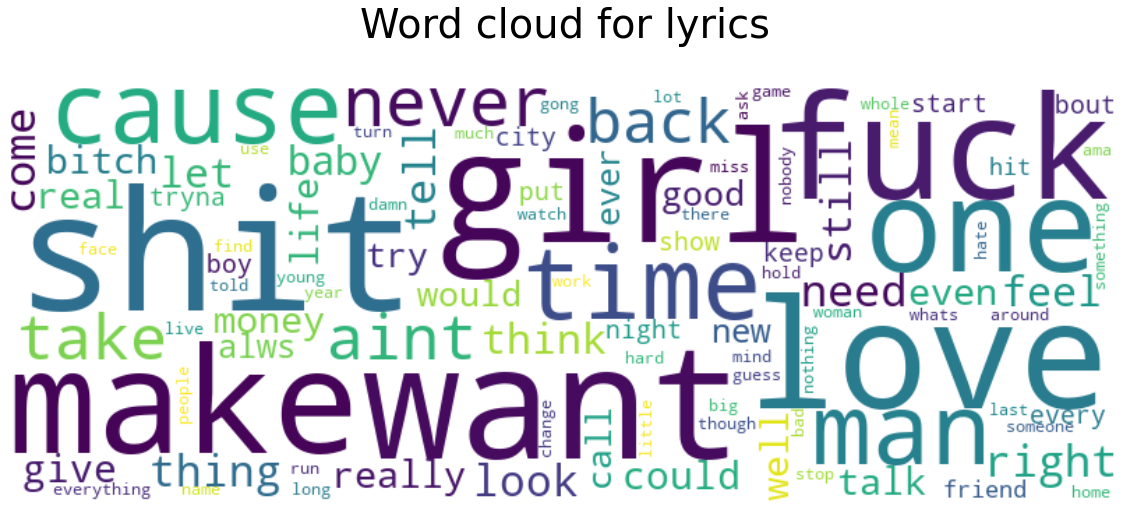 Word cloud for lyrics
cause never gong back lot ask game fuck whole start bout
come bitch let use turn baby much city tell girl miss nobody still mean hit ama
real tryna life damn put watch ever good there one hate something
shit face find boy told young year try would show time work keep hold need even feel
take live money alws aint think night hard new mind guess love woman whats around nothing
make people want change though big little call bad man last every someone
give everything thing name run long really look could well stop talk friend right home